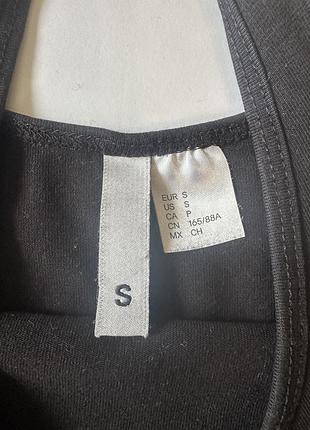 S
EUR S
US S
CA P
CN 165/88A
MX CH